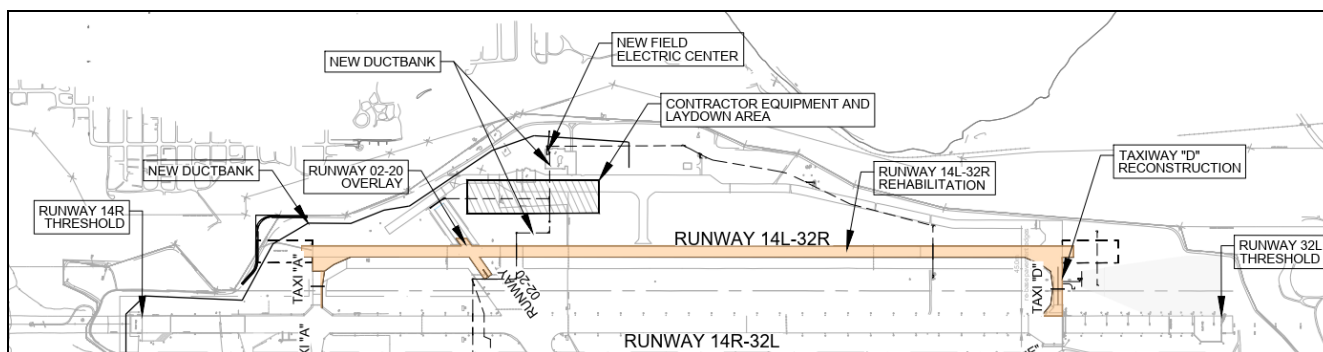 NEW FIELD
ELECTRIC CENTER
NEW DUCTBANK
CONTRACTOR EQUIPMENT AND
LAYDOWN AREA
NEW DUCTBANK
RUNWAY 02-20
OVERLAY
RUNWAY 14L-32R
REHABILITATION
TAXIWAY "D"
RECONSTRUCTION
RUNWAY 14R
THRESHOLD
RUNWAY 14L-32R
RUNWAY 32L
THRESHOLD
TAXI "A"
RUNWAY
02-20
TAXI "D"
RUNWAY 14R-32L